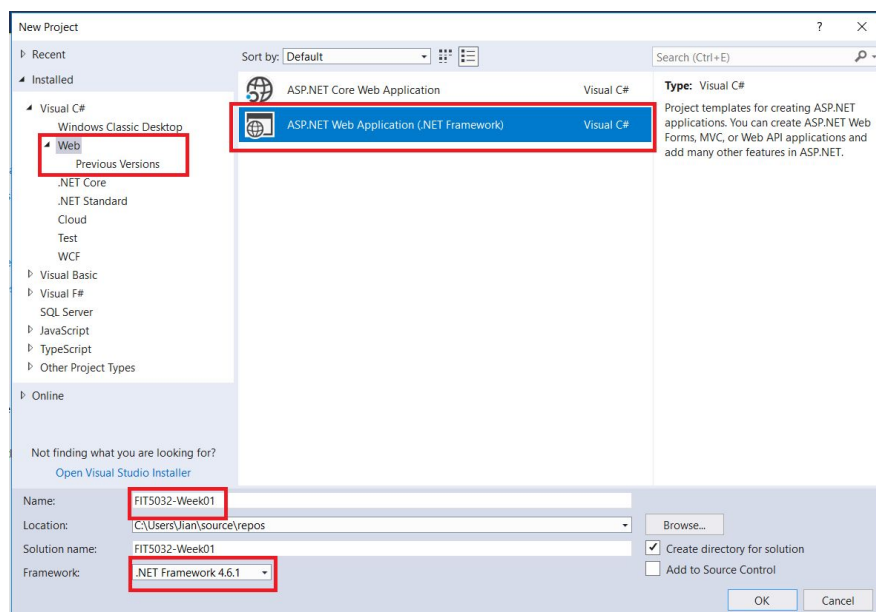 New Project
?
Recent
Installed
Visual C#
Windows Classic Desktop
Web
Previous Versions
.NET Core
.NET Standard
Cloud
Test
WCF
Visual Basic
Visual F#
SQL Server
JavaScript
TypeScript
Other Project Types
Online
Not finding what you are looking for?
Open Visual Studio Installer
Sort by: Default
ASP.NET Core Web Application Visual C#
ASP.NET Web Application (.NET Framework) Visual C#
Search (Ctrl+E)
Type: Visual C#
Project templates for creating ASP.NET
applications. You can create ASP.NET Web
Forms, MVC, or Web API applications and
add many other features in ASP.NET.
Name: FIT5032-Week01
Location: C:\Users\Jian\source\repos
Browse...
Solution name: FIT5032-Week01
Create directory for solution
Framework: .NET Framework 4.6.1
Add to Source Control
OK
Cancel